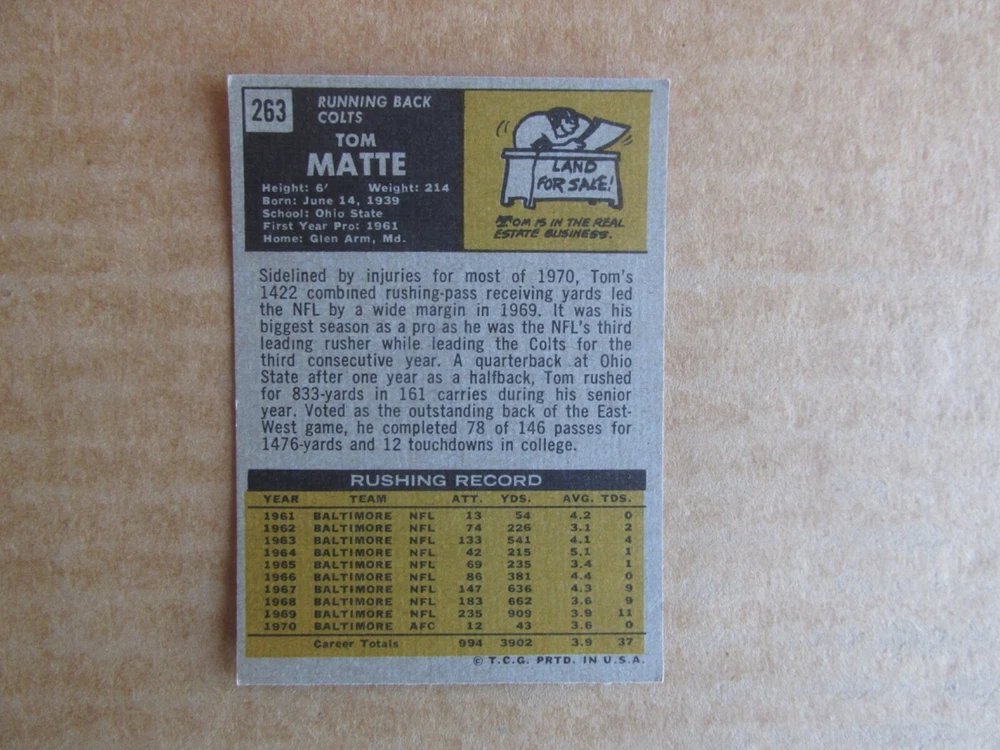 263
RUNNING BACK
COLTS
TOM
MATTE
Height: 6' Weight: 214
Born: June 14, 1939
School: Ohio State
First Year Pro: 1961
Home: Glen Arm, Md.
LAND
FOR SALE!
TOM IS IN THE REAL
ESTATE BUSINESS.
Sidelined by injuries for most of 1970, Tom's
1422 combined rushing-pass receiving yards led
the NFL by a wide margin in 1969. It was his
biggest season as a pro as he was the NFL's third
leading rusher while leading the Colts for the
third consecutive year. A quarterback at Ohio
State after one year as a halfback, Tom rushed
for 833-yards in 161 carries during his senior
year. Voted as the outstanding back of the East-
West game, he completed 78 of 146 passes for
1476-yards and 12 touchdowns in college.
RUSHING RECORD
YEAR TEAM ATT. YDS. AVG. TDS.
1961 BALTIMORE NFL 13 54 4.2 0
1962 BALTIMORE NFL 74 226 3.1 2
1963 BALTIMORE NFL 133 541 4.1 4
1964 BALTIMORE NFL 42 215 5.1 1
1965 BALTIMORE NFL 69 235 3.4 1
1966 BALTIMORE NFL 86 381 4.4 0
1967 BALTIMORE NFL 147 636 4.3 9
1968 BALTIMORE NFL 183 662 3.6 9
1969 BALTIMORE NFL 235 909 3.9 11
1970 BALTIMORE AFC 12 43 3.6 0
Career Totals 994 3902 3.9 37
© T.C.G. PRTD. IN U.S.A.